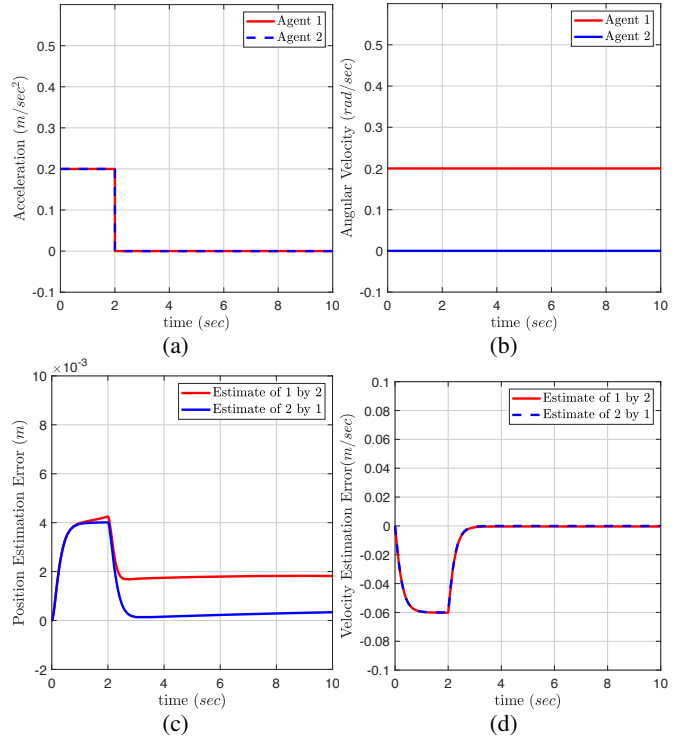 Agent 1
Agent 2
Acceleration (m/sec²)
0.5
0.4
0.3
0.2
0.1
0
-0.1
0 2 4 6 8 10
time (sec)
(a)
Agent 1
Agent 2
Angular Velocity (rad/sec)
0.5
0.4
0.3
0.2
0.1
0
-0.1
0 2 4 6 8 10
time (sec)
(b)
× 10⁻³
Estimate of 1 by 2
Estimate of 2 by 1
Position Estimation Error (m)
10
8
6
4
2
0
-2
0 2 4 6 8 10
time (sec)
(c)
Estimate of 1 by 2
Estimate of 2 by 1
Velocity Estimation Error(m/sec)
0.1
0.08
0.06
0.04
0.02
0
-0.02
-0.04
-0.06
-0.08
-0.1
0 2 4 6 8 10
time (sec)
(d)